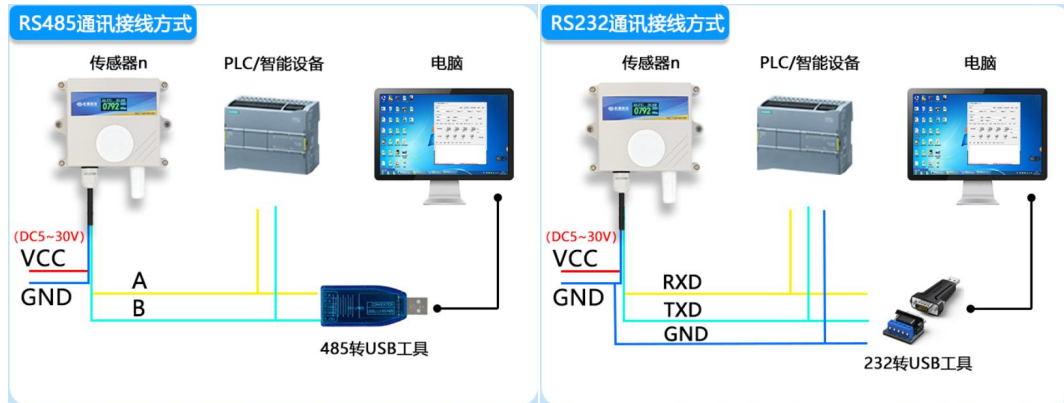 RS485通讯接线方式
传感器n
PLC/智能设备
电脑
0792
(DC5~30V)
VCC
GND
A
B
485转USB工具
RS232通讯接线方式
传感器n
PLC/智能设备
电脑
0792
(DC5~30V)
VCC
GND
RXD
TXD
GND
232转USB工具